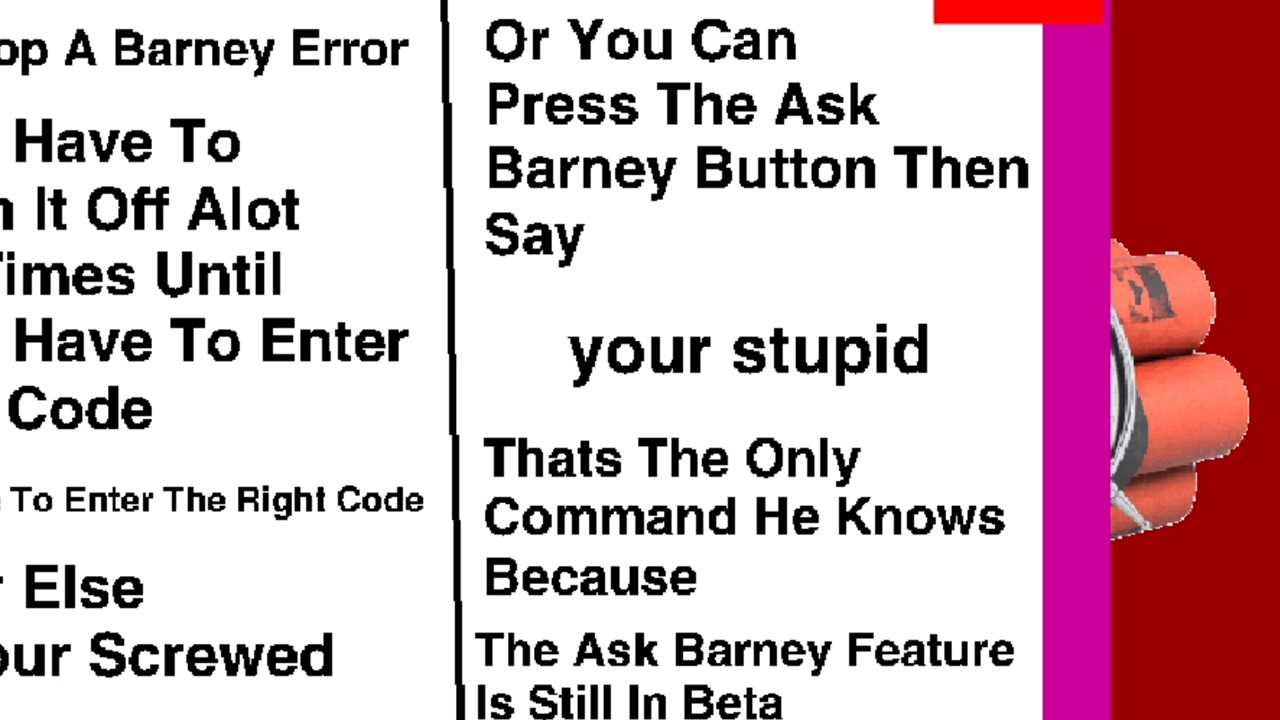 op A Barney Error
Have To
It Off Alot
Times Until
Have To Enter
Code
To Enter The Right Code
Else
our Screwed
Or You Can
Press The Ask
Barney Button Then
Say
your stupid
Thats The Only
Command He Knows
Because
The Ask Barney Feature
Is Still In Beta